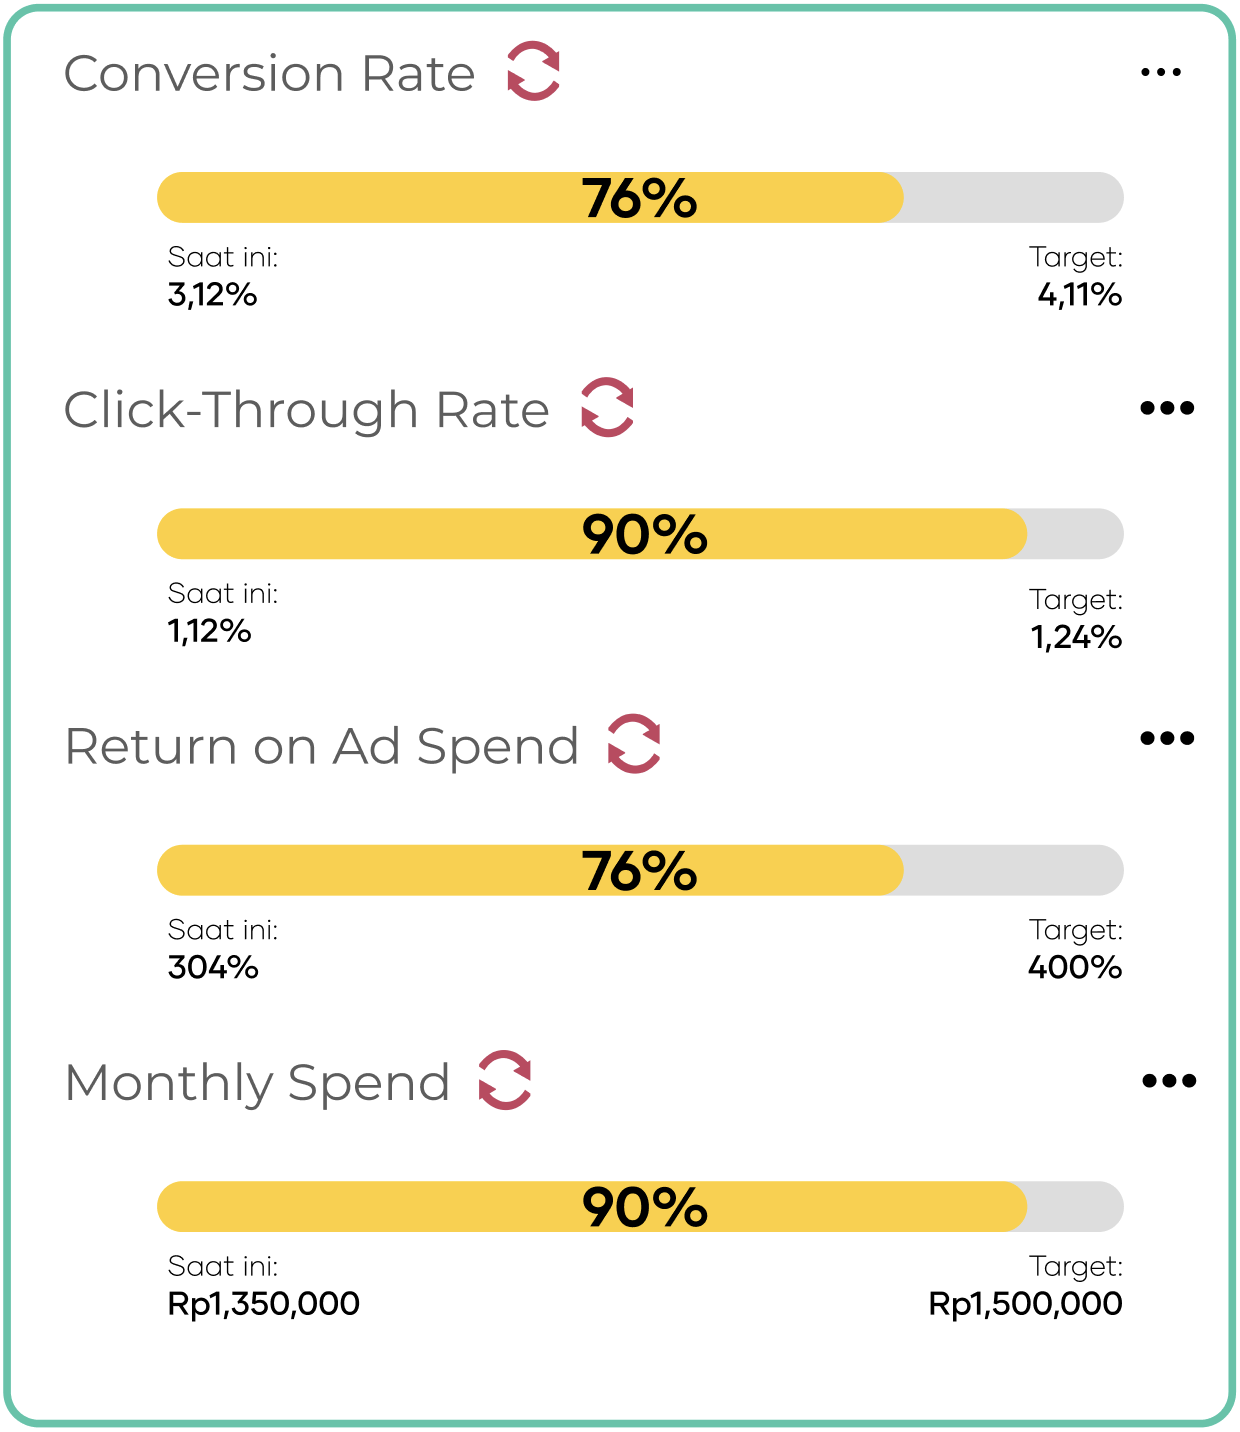 Conversion Rate
76%
Saat ini:
Target:
3,12%
4,11%
Click-Through Rate
90%
Saat ini:
Target:
1,12%
1,24%
Return on Ad Spend
76%
Saat ini:
Target:
304%
400%
Monthly Spend
90%
Saat ini:
Target:
Rp1,350,000
Rp1,500,000